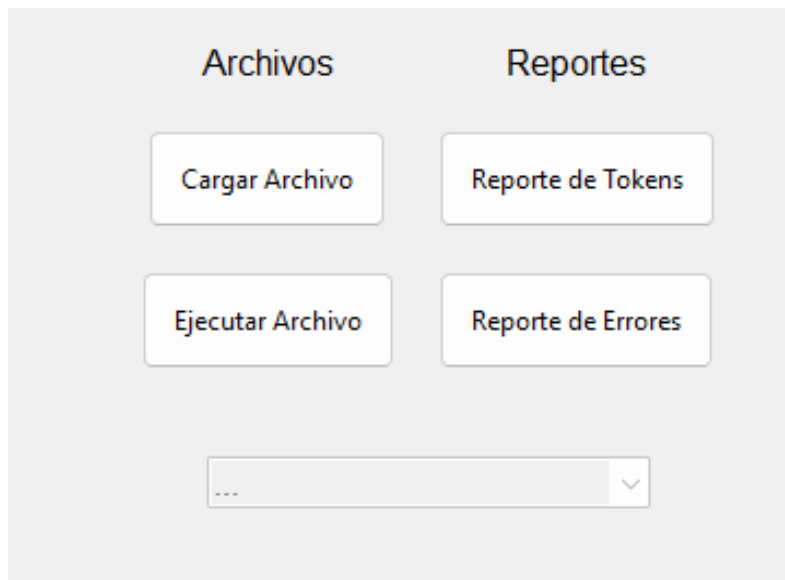 Archivos Reportes
Cargar Archivo Reporte de Tokens
Ejecutar Archivo Reporte de Errores
...